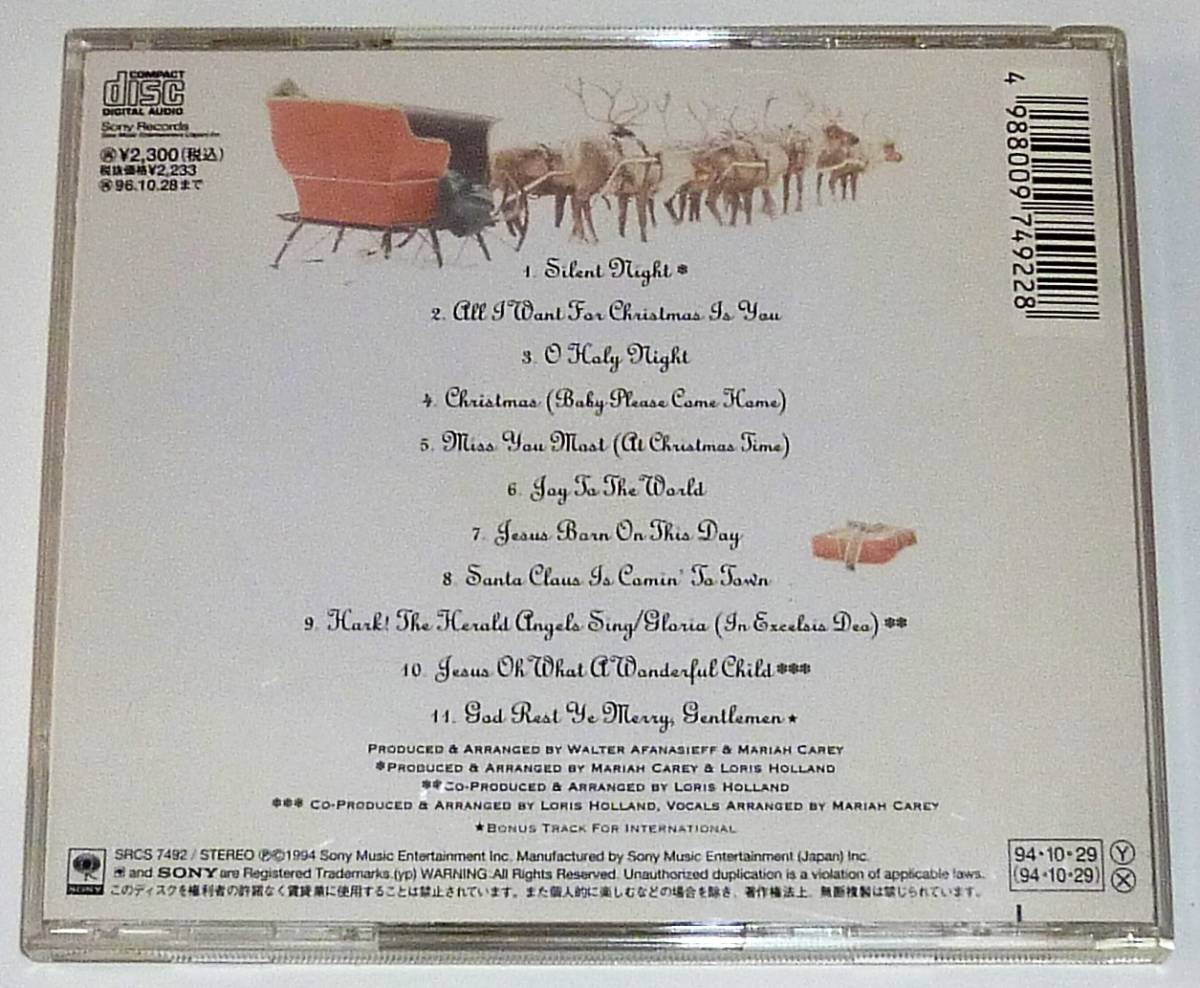 COMPACT
disc
DIGITAL AUDIO
Sony Records
¥2,300(税込)
税抜価格¥2,233
96.10.28まで
4 988009 749228
1. Silent Night*
2. All I Want For Christmas Is You
3. O Holy Night
4. Christmas (Baby Please Come Home)
5. Miss You Most (At Christmas Time)
6. Joy To The World
7. Jesus Born On This Day
8. Santa Claus Is Comin' To Town
9. Hark! The Herald Angels Sing/Gloria (In Excelsis Deo)**
10. Jesus Oh What A Wonderful Child***
11. God Rest Ye Merry, Gentlemen★
PRODUCED & ARRANGED BY WALTER AFANASIEFF & MARIAH CAREY
*PRODUCED & ARRANGED BY MARIAH CAREY & LORIS HOLLAND
**CO-PRODUCED & ARRANGED BY LORIS HOLLAND
*** CO-PRODUCED & ARRANGED BY LORIS HOLLAND, VOCALS ARRANGED BY MARIAH CAREY
★BONUS TRACK FOR INTERNATIONAL
SONY
SRCS 7492 / STEREO ℗©1994 Sony Music Entertainment Inc. Manufactured by Sony Music Entertainment (Japan) Inc.
and SONY are Registered Trademarks.(yp) WARNING:All Rights Reserved. Unauthorized duplication is a violation of applicable laws.
このディスクを権利者の許諾なく賃貸業に使用することは禁止されています。また個人的に楽しむなどの場合を除き、著作権法上、無断複製は禁じられています。
94・10・29 Ⓨ
(94・10・29) Ⓧ